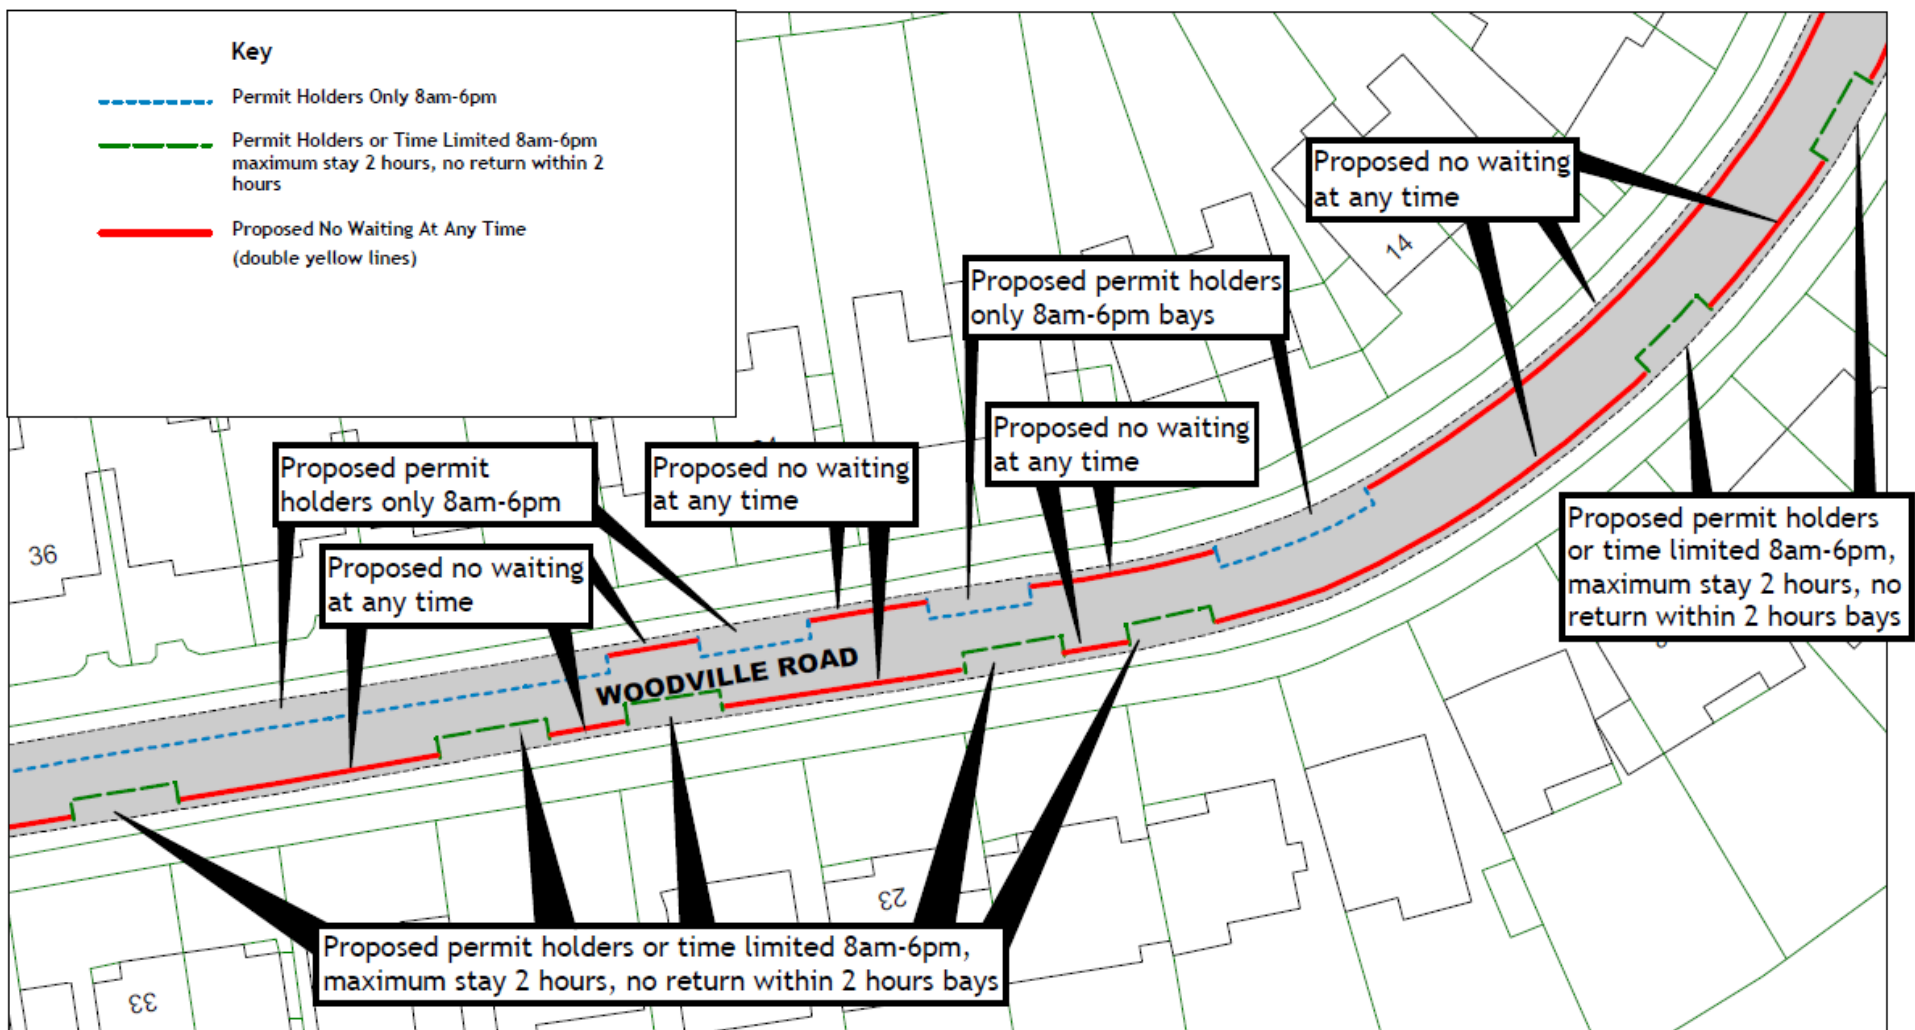 Key
Permit Holders Only 8am-6pm
Permit Holders or Time Limited 8am-6pm
maximum stay 2 hours, no return within 2
hours
Proposed No Waiting At Any Time
(double yellow lines)
Proposed no waiting
at any time
14
Proposed permit holders
only 8am-6pm bays
Proposed no waiting
at any time
Proposed permit
holders only 8am-6pm
Proposed no waiting
at any time
36
Proposed no waiting
at any time
Proposed permit holders
or time limited 8am-6pm,
maximum stay 2 hours, no
return within 2 hours bays
WOODVILLE ROAD
23
Proposed permit holders or time limited 8am-6pm,
maximum stay 2 hours, no return within 2 hours bays
33